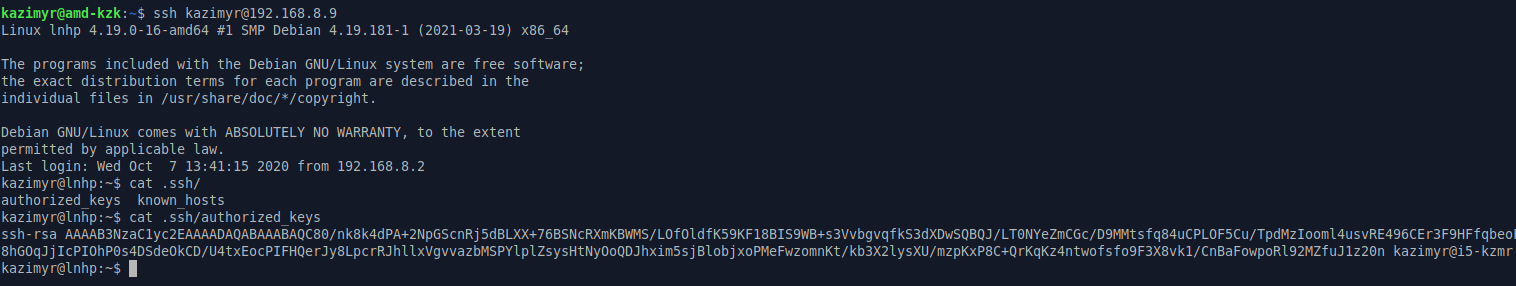 kazimyr@amd-kzk:~$ ssh kazimyr@192.168.8.9
Linux lnhp 4.19.0-16-amd64 #1 SMP Debian 4.19.181-1 (2021-03-19) x86_64
The programs included with the Debian GNU/Linux system are free software;
the exact distribution terms for each program are described in the
individual files in /usr/share/doc/*/copyright.
Debian GNU/Linux comes with ABSOLUTELY NO WARRANTY, to the extent
permitted by applicable law.
Last login: Wed Oct  7 13:41:15 2020 from 192.168.8.2
kazimyr@lnhp:~$ cat .ssh/
authorized_keys  known_hosts
kazimyr@lnhp:~$ cat .ssh/authorized_keys
ssh-rsa AAAAB3NzaC1yc2EAAAADAQABAAABAQC80/nk8k4dPA+2NpGScnRj5dBLXX+76BSNcRXmKBWMS/LOfOldfK59KF18BIS9WB+s3VvbgvqfkS3dXDwSQBQJ/LT0NYeZmCGc/D9MMtsfq84uCPLOF5Cu/TpdMzIooml4usvRE496CEr3F9HFfqbeo
8hGOqJjIcPIOhP0s4DSdeOkCD/U4txEocPIFHQerJy8LpcrRJhllxVgvvazbMSPYlplZsysHtNyOoQDJhxim5sjBlobjxoPMeFwzomnKt/kb3X2lysXU/mzpKxP8C+QrKqKz4ntwofsfo9F3X8vk1/CnBaFowpoRl92MZfuJ1z20n kazimyr@i5-kzmr
kazimyr@lnhp:~$